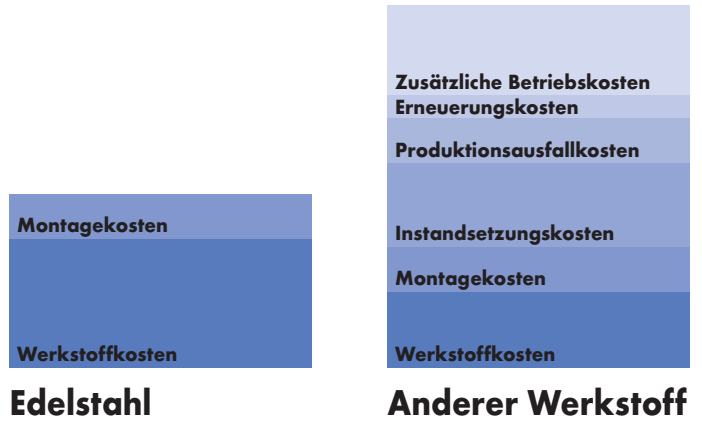 Montagekosten
Werkstoffkosten
Edelstahl
Zusätzliche Betriebskosten
Erneuerungskosten
Produktionsausfallkosten
Instandsetzungskosten
Montagekosten
Werkstoffkosten
Anderer Werkstoff